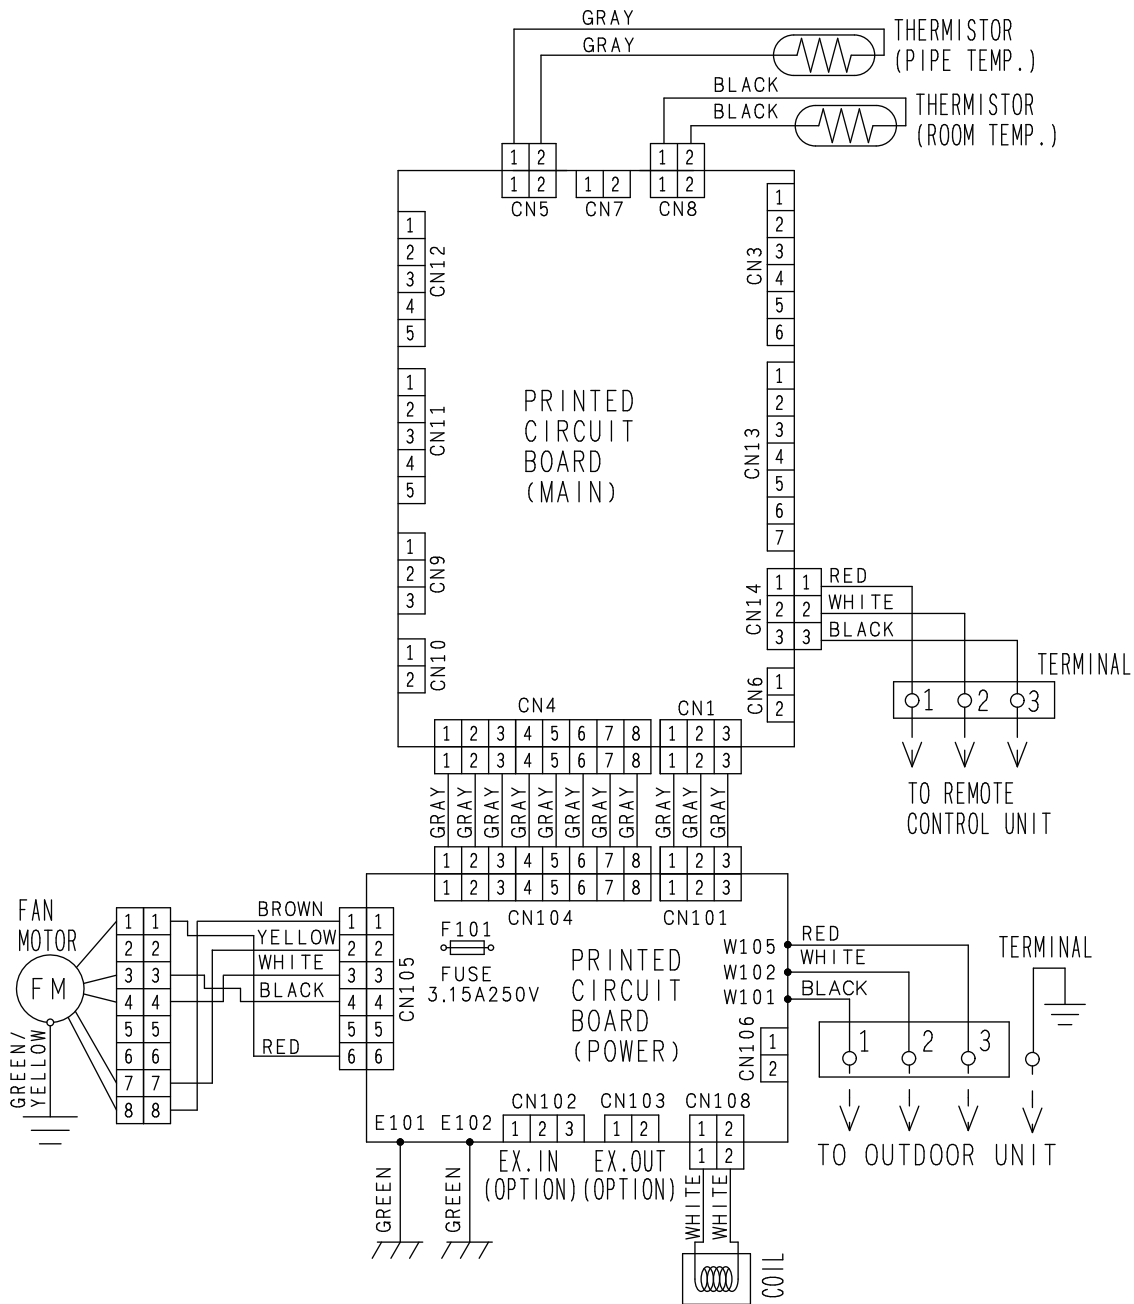 GRAY
GRAY
THERMISTOR
(PIPE TEMP.)
BLACK
BLACK
THERMISTOR
(ROOM TEMP.)
1 2
1 2
CN5
1 2
CN7
1 2
1 2
CN8
1
2
3
4
5
CN12
1
2
3
4
5
6
CN3
1
2
3
4
5
CN11
PRINTED
CIRCUIT
BOARD
(MAIN)
1
2
3
4
5
6
7
CN13
1
2
3
CN9
1 1
2 2
3 3
CN14
RED
WHITE
BLACK
1
2
CN10
1
2
CN6
TERMINAL
1 2 3
TO REMOTE
CONTROL UNIT
CN4
1 2 3 4 5 6 7 8
1 2 3 4 5 6 7 8
CN1
1 2 3
1 2 3
GRAY GRAY GRAY GRAY GRAY GRAY GRAY GRAY
GRAY GRAY GRAY
1 2 3 4 5 6 7 8
1 2 3 4 5 6 7 8
CN104
1 2 3
1 2 3
CN101
FAN
MOTOR
FM
GREEN/
YELLOW
1 1
2 2
3 3
4 4
5 5
6 6
7 7
8 8
BROWN
YELLOW
WHITE
BLACK
RED
1 1
2 2
3 3
4 4
5 5
6 6
CN105
F101
FUSE
3.15A250V
PRINTED
CIRCUIT
BOARD
(POWER)
W105
W102
W101
RED
WHITE
BLACK
1
2
CN106
TERMINAL
1 2 3
TO OUTDOOR UNIT
E101
E102
GREEN
GREEN
CN102
1 2 3
EX.IN
(OPTION)
CN103
1 2
EX.OUT
(OPTION)
CN108
1 2
1 2
WHITE
WHITE
COIL